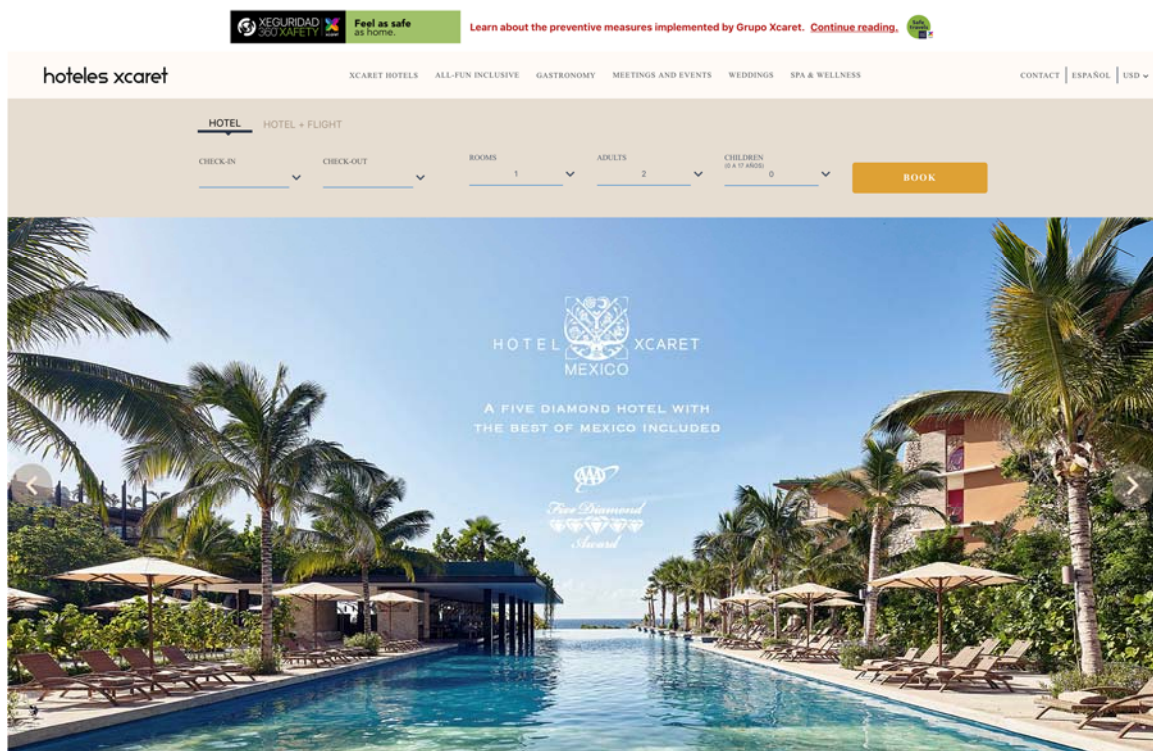 XEGURIDAD
360 XAFETY
Feel as safe
as home.
Learn about the preventive measures implemented by Grupo Xcaret. Continue reading.
hoteles xcaret
XCARET HOTELS ALL-FUN INCLUSIVE GASTRONOMY MEETINGS AND EVENTS WEDDINGS SPA & WELLNESS
CONTACT ESPAÑOL USD
HOTEL HOTEL + FLIGHT
CHECK-IN CHECK-OUT ROOMS ADULTS CHILDREN
(0 A 17 AÑOS)
1 2 0
BOOK
HOTEL XCARET
MEXICO
A FIVE DIAMOND HOTEL WITH
THE BEST OF MEXICO INCLUDED
AAA
Five Diamond
Award